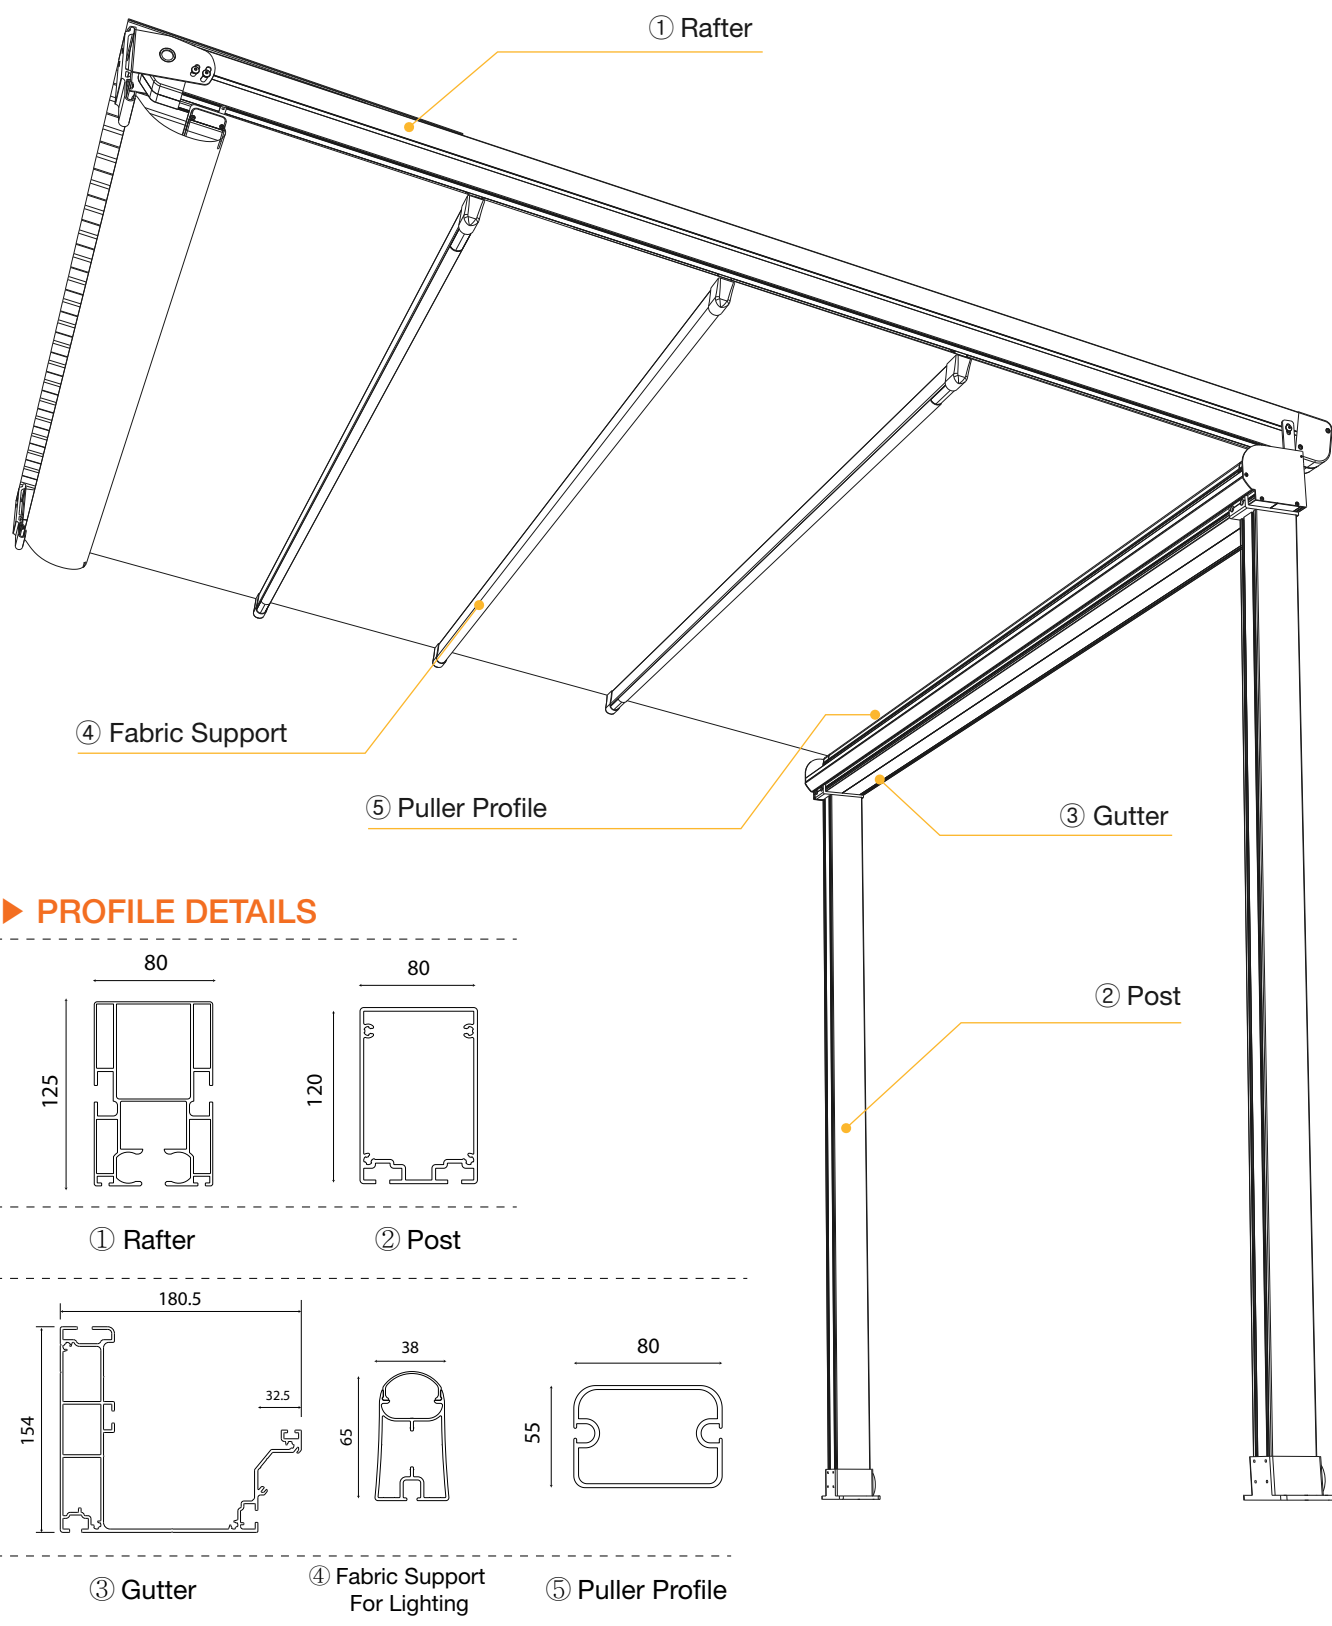 ① Rafter
④ Fabric Support
⑤ Puller Profile
③ Gutter
② Post
PROFILE DETAILS
80
125
80
120
① Rafter
② Post
180.5
154
32.5
38
65
80
55
③ Gutter
④ Fabric Support
For Lighting
⑤ Puller Profile